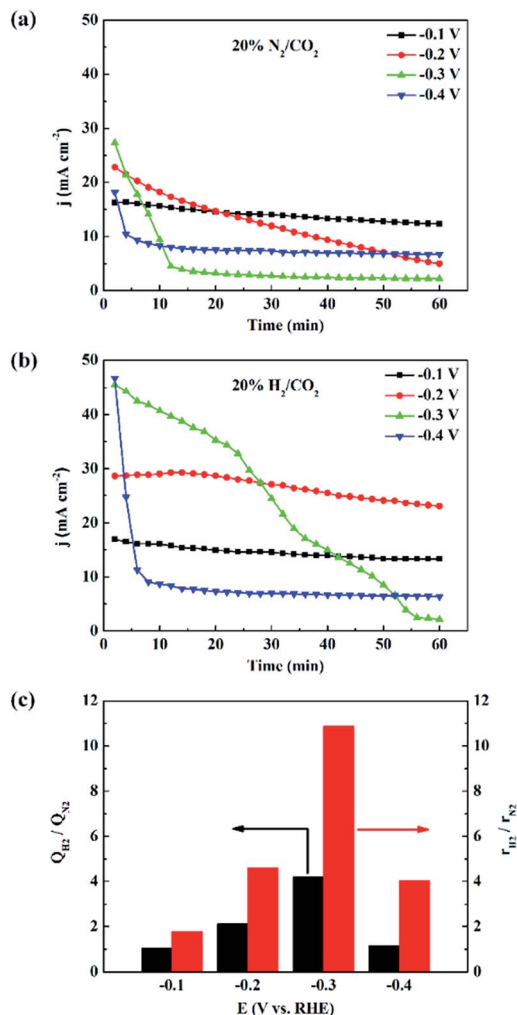 (a)
20% N2/CO2
-0.1 V
-0.2 V
-0.3 V
-0.4 V
j (mA cm-2)
50
40
30
20
10
0
0 10 20 30 40 50 60
Time (min)
(b)
20% H2/CO2
-0.1 V
-0.2 V
-0.3 V
-0.4 V
j (mA cm-2)
50
40
30
20
10
0
0 10 20 30 40 50 60
Time (min)
(c)
QH2 / QN2
12
10
8
6
4
2
0
12
10
8
6
4
2
0
rH2 / rN2
-0.1 -0.2 -0.3 -0.4
E (V vs. RHE)